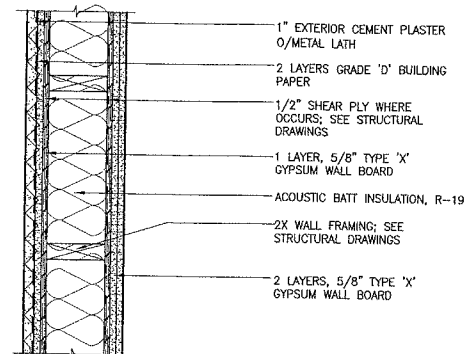 1" EXTERIOR CEMENT PLASTER
O/METAL LATH
2 LAYERS GRADE 'D' BUILDING
PAPER
1/2" SHEAR PLY WHERE
OCCURS; SEE STRUCTURAL
DRAWINGS
1 LAYER, 5/8" TYPE 'X'
GYPSUM WALL BOARD
ACOUSTIC BATT INSULATION, R-19
2X WALL FRAMING; SEE
STRUCTURAL DRAWINGS
2 LAYERS, 5/8" TYPE 'X'
GYPSUM WALL BOARD